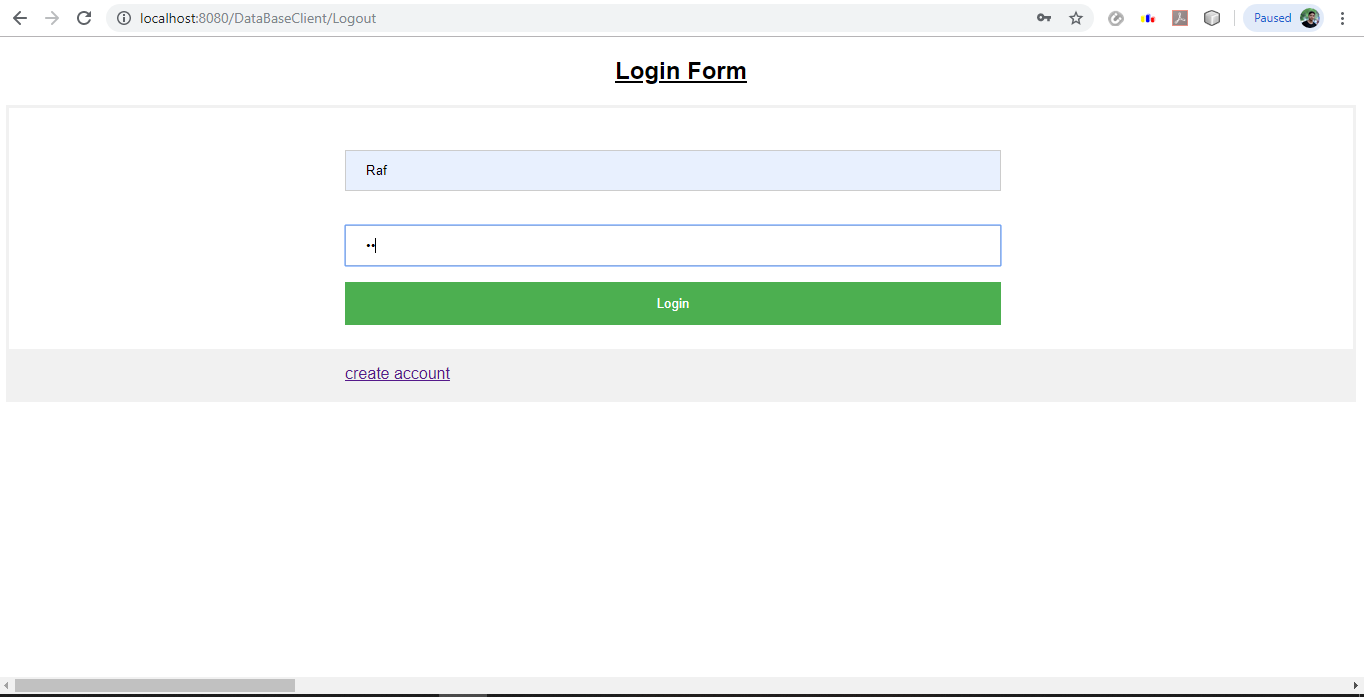 localhost:8080/DataBaseClient/Logout
Paused
Login Form
Raf
••
Login
create account